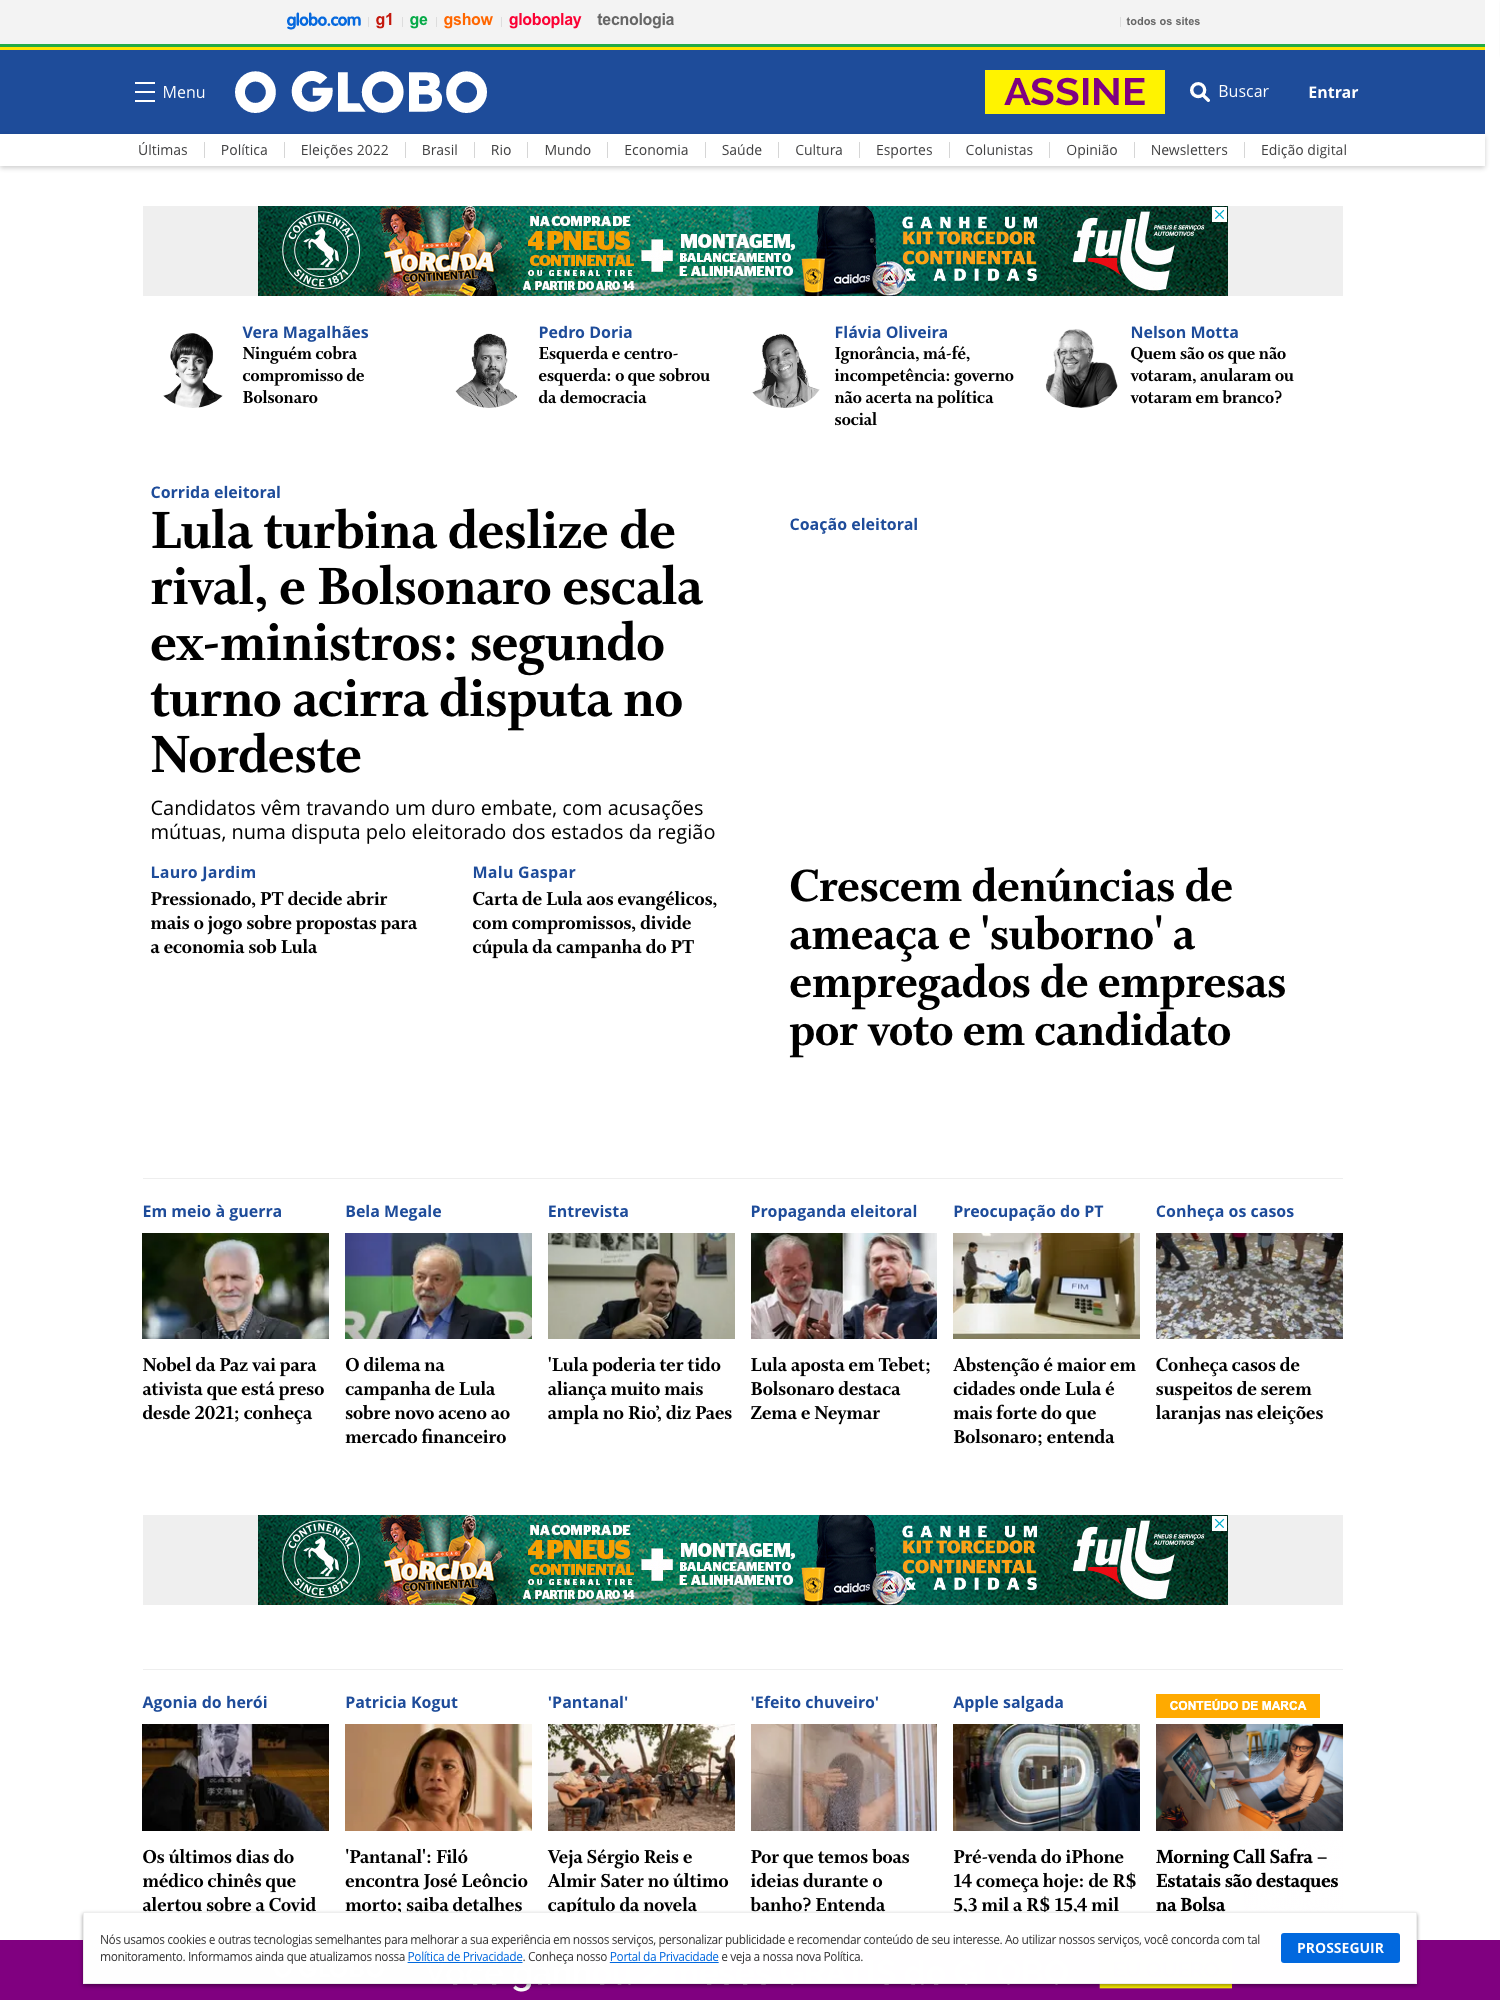 globo.com g1 ge gshow globoplay tecnologia todos os sites
Menu O GLOBO ASSINE Buscar Entrar
Últimas Política Eleições 2022 Brasil Rio Mundo Economia Saúde Cultura Esportes Colunistas Opinião Newsletters Edição digital
CONTINENTAL
SINCE 1871
PROMOÇÃO
TORCIDA
CONTINENTAL
NA COMPRA DE
4 PNEUS
CONTINENTAL
OU GENERAL TIRE
A PARTIR DO ARO 14
+
MONTAGEM,
BALANCEAMENTO
E ALINHAMENTO
adidas
GANHE UM
KIT TORCEDOR
CONTINENTAL
& ADIDAS
full
PNEUS E SERVIÇOS
AUTOMOTIVOS
Vera Magalhães
Ninguém cobra
compromisso de
Bolsonaro
Pedro Doria
Esquerda e centro-
esquerda: o que sobrou
da democracia
Flávia Oliveira
Ignorância, má-fé,
incompetência: governo
não acerta na política
social
Nelson Motta
Quem são os que não
votaram, anularam ou
votaram em branco?
Corrida eleitoral
Lula turbina deslize de
rival, e Bolsonaro escala
ex-ministros: segundo
turno acirra disputa no
Nordeste
Candidatos vêm travando um duro embate, com acusações
mútuas, numa disputa pelo eleitorado dos estados da região
Lauro Jardim
Pressionado, PT decide abrir
mais o jogo sobre propostas para
a economia sob Lula
Malu Gaspar
Carta de Lula aos evangélicos,
com compromissos, divide
cúpula da campanha do PT
Coação eleitoral
Crescem denúncias de
ameaça e 'suborno' a
empregados de empresas
por voto em candidato
Em meio à guerra
Nobel da Paz vai para
ativista que está preso
desde 2021; conheça
Bela Megale
O dilema na
campanha de Lula
sobre novo aceno ao
mercado financeiro
Entrevista
'Lula poderia ter tido
aliança muito mais
ampla no Rio’, diz Paes
Propaganda eleitoral
Lula aposta em Tebet;
Bolsonaro destaca
Zema e Neymar
Preocupação do PT
FIM
Abstenção é maior em
cidades onde Lula é
mais forte do que
Bolsonaro; entenda
Conheça os casos
Conheça casos de
suspeitos de serem
laranjas nas eleições
CONTINENTAL
SINCE 1871
PROMOÇÃO
TORCIDA
CONTINENTAL
NA COMPRA DE
4 PNEUS
CONTINENTAL
OU GENERAL TIRE
A PARTIR DO ARO 14
+
MONTAGEM,
BALANCEAMENTO
E ALINHAMENTO
adidas
GANHE UM
KIT TORCEDOR
CONTINENTAL
& ADIDAS
full
PNEUS E SERVIÇOS
AUTOMOTIVOS
Agonia do herói
Os últimos dias do
médico chinês que
alertou sobre a Covid
Patricia Kogut
'Pantanal': Filó
encontra José Leôncio
morto; saiba detalhes
'Pantanal'
Veja Sérgio Reis e
Almir Sater no último
capítulo da novela
'Efeito chuveiro'
Por que temos boas
ideias durante o
banho? Entenda
Apple salgada
Pré-venda do iPhone
14 começa hoje: de R$
5,3 mil a R$ 15,4 mil
CONTEÚDO DE MARCA
Morning Call Safra –
Estatais são destaques
na Bolsa
Nós usamos cookies e outras tecnologias semelhantes para melhorar a sua experiência em nossos serviços, personalizar publicidade e recomendar conteúdo de seu interesse. Ao utilizar nossos serviços, você concorda com tal
monitoramento. Informamos ainda que atualizamos nossa Política de Privacidade. Conheça nosso Portal da Privacidade e veja a nossa nova Política.
PROSSEGUIR